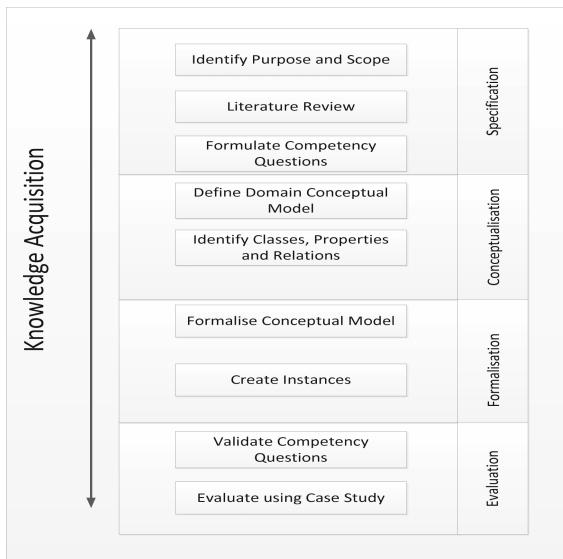 Knowledge Acquisition
Identify Purpose and Scope
Literature Review
Formulate Competency
Questions
Specification
Define Domain Conceptual
Model
Identify Classes, Properties
and Relations
Conceptualisation
Formalise Conceptual Model
Create Instances
Formalisation
Validate Competency
Questions
Evaluate using Case Study
Evaluation